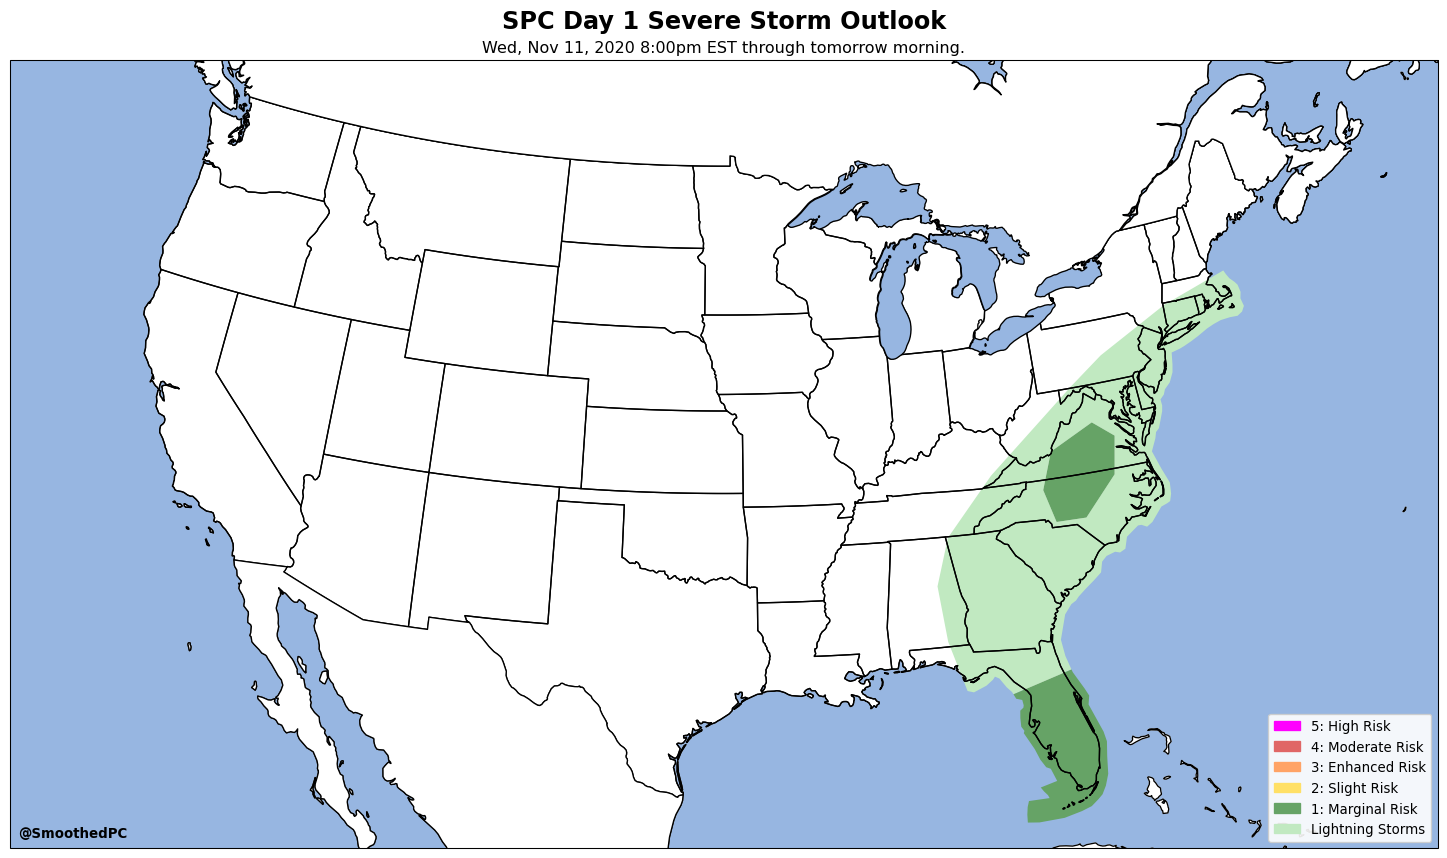 SPC Day 1 Severe Storm Outlook
Wed, Nov 11, 2020 8:00pm EST through tomorrow morning.
5: High Risk
4: Moderate Risk
3: Enhanced Risk
2: Slight Risk
1: Marginal Risk
Lightning Storms
@SmoothedPC